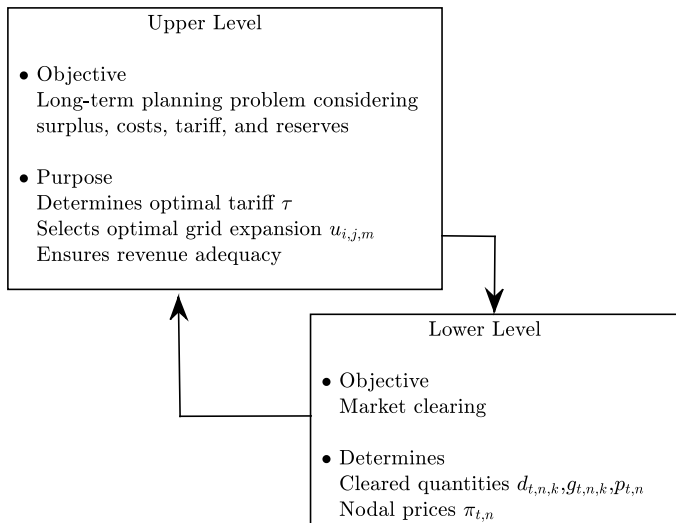 Upper Level
• Objective
Long-term planning problem considering
surplus, costs, tariff, and reserves
• Purpose
Determines optimal tariff τ
Selects optimal grid expansion u_{i,j,m}
Ensures revenue adequacy
Lower Level
• Objective
Market clearing
• Determines
Cleared quantities d_{t,n,k},g_{t,n,k},p_{t,n}
Nodal prices π_{t,n}